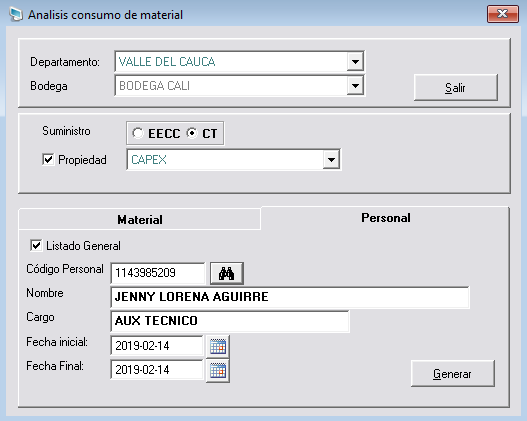 Analisis consumo de material
Departamento: VALLE DEL CAUCA
Bodega BODEGA CALI
Salir
Suministro EECC CT
Propiedad CAPEX
Material Personal
Listado General
Código Personal 1143985209
Nombre JENNY LORENA AGUIRRE
Cargo AUX TECNICO
Fecha inicial: 2019-02-14
Fecha Final: 2019-02-14
Generar